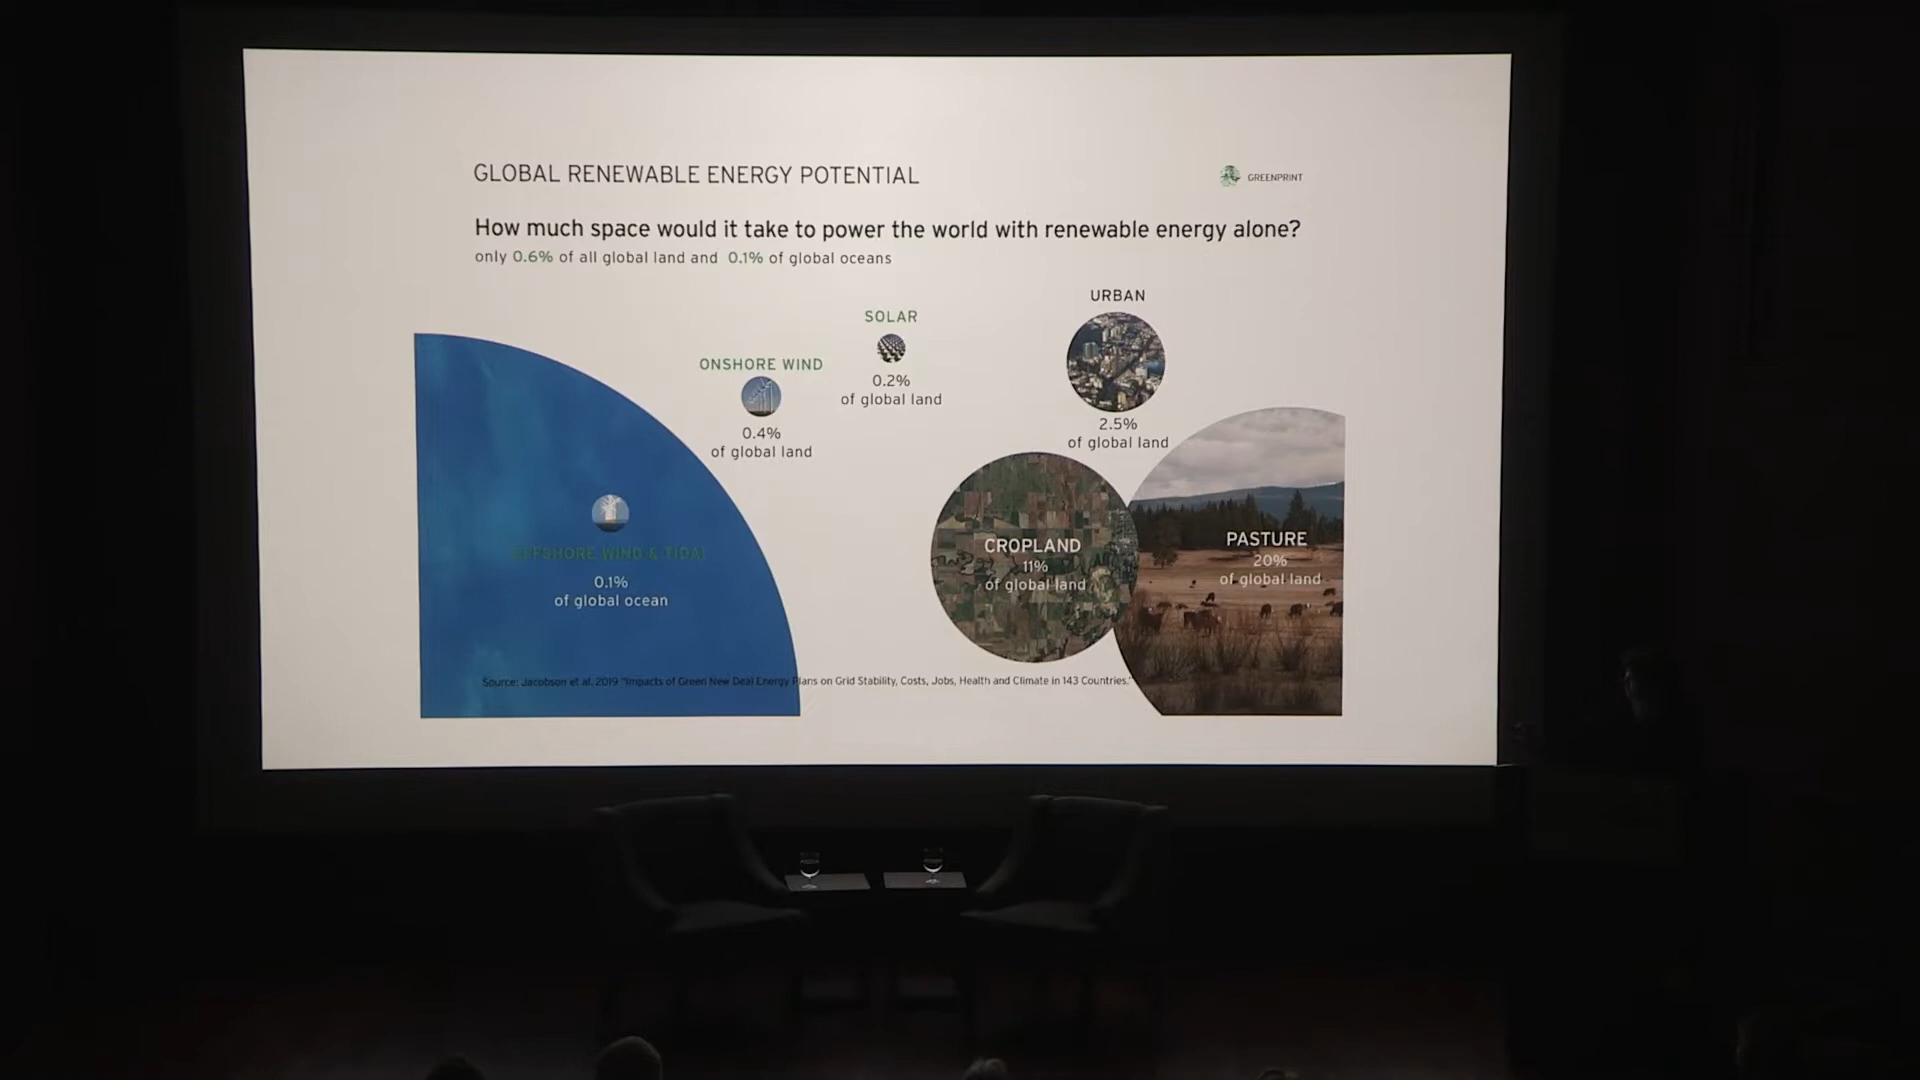 GLOBAL RENEWABLE ENERGY POTENTIAL
GREENPRINT
How much space would it take to power the world with renewable energy alone?
only 0.6% of all global land and 0.1% of global oceans
URBAN
2.5%
of global land
SOLAR
0.2%
of global land
ONSHORE WIND
0.4%
of global land
OFFSHORE WIND & TIDAL
0.1%
of global ocean
CROPLAND
11%
of global land
PASTURE
20%
of global land
Source: Jacobson et al. 2019 "Impacts of Green New Deal Energy Plans on Grid Stability, Costs, Jobs, Health and Climate in 143 Countries."